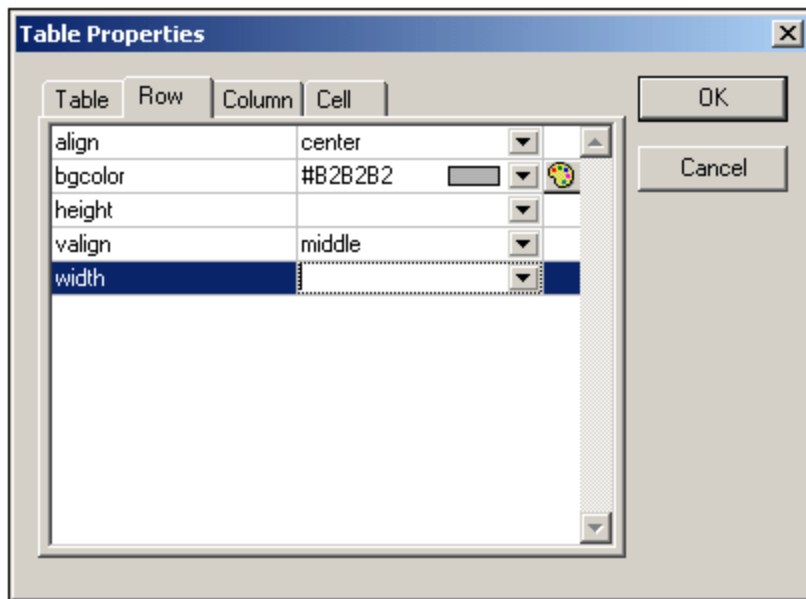 Table Properties
Table Row Column Cell
OK
Cancel
align center
bgcolor #B2B2B2
height
valign middle
width